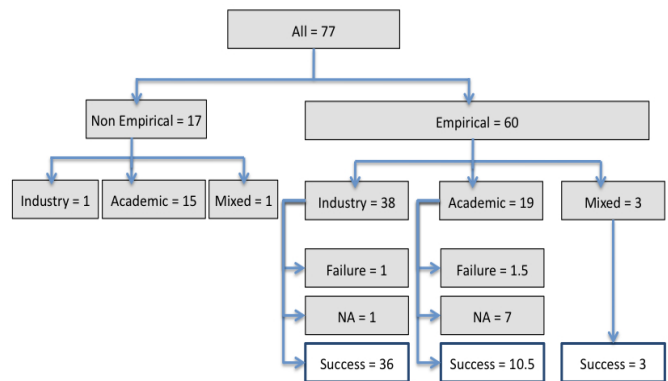 All = 77
Non Empirical = 17
Empirical = 60
Industry = 1
Academic = 15
Mixed = 1
Industry = 38
Academic = 19
Mixed = 3
Failure = 1
Failure = 1.5
NA = 1
NA = 7
Success = 36
Success = 10.5
Success = 3